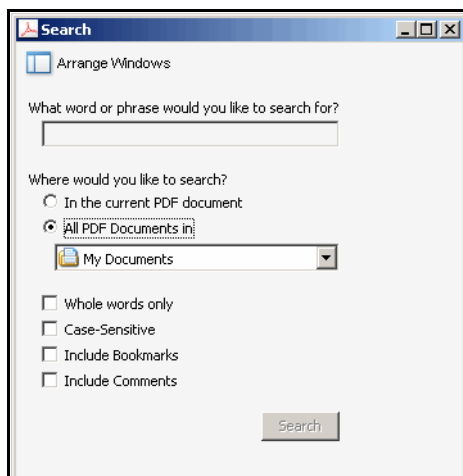 Search
Arrange Windows
What word or phrase would you like to search for?
Where would you like to search?
In the current PDF document
All PDF Documents in
My Documents
Whole words only
Case-Sensitive
Include Bookmarks
Include Comments
Search